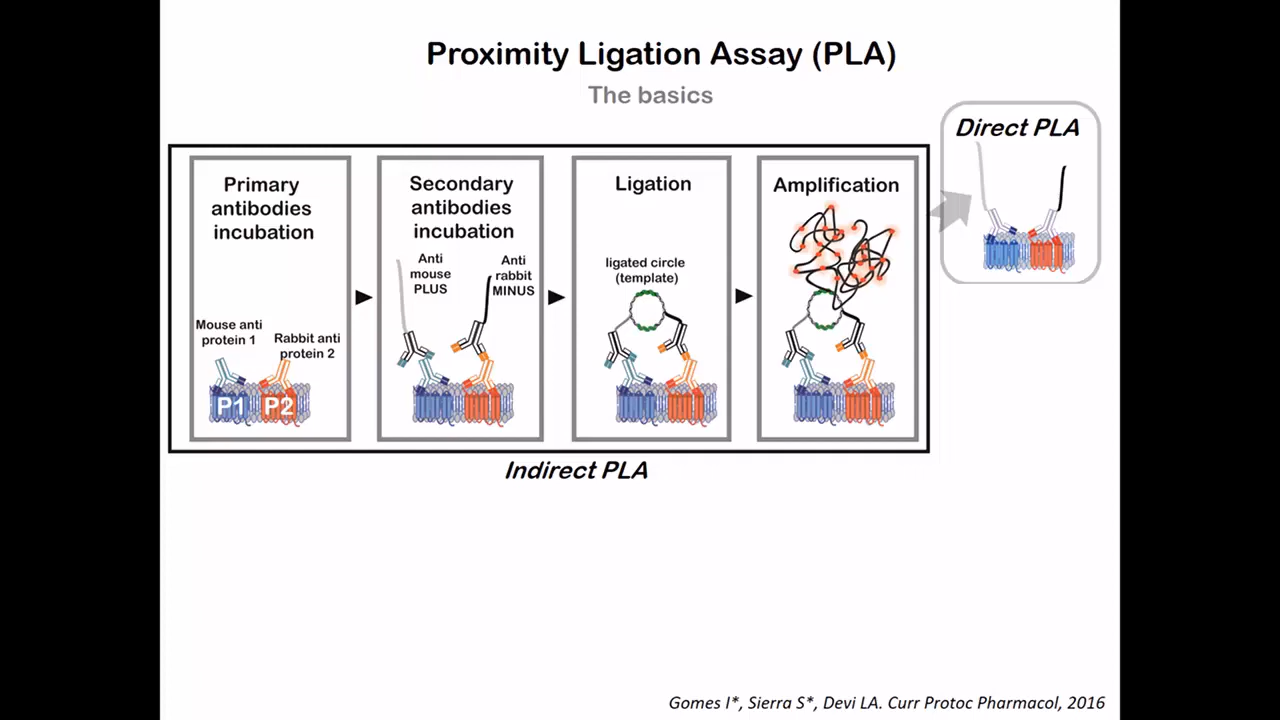 Proximity Ligation Assay (PLA)
The basics
Primary
antibodies
incubation
Mouse anti
protein 1
Rabbit anti
protein 2
P1
P2
Secondary
antibodies
incubation
Anti
mouse
PLUS
Anti
rabbit
MINUS
Ligation
ligated circle
(template)
Amplification
Direct PLA
Indirect PLA
Gomes I*, Sierra S*, Devi LA. Curr Protoc Pharmacol, 2016